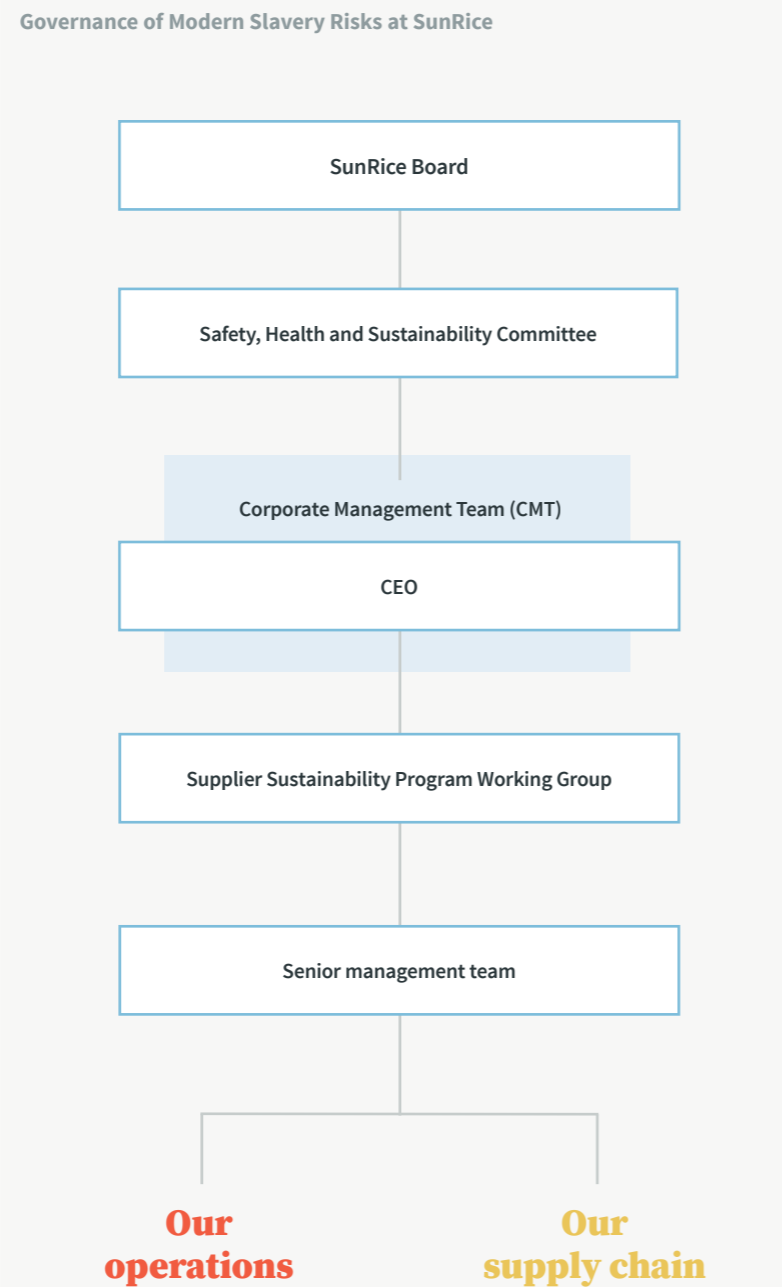 Governance of Modern Slavery Risks at SunRice
SunRice Board
Safety, Health and Sustainability Committee
Corporate Management Team (CMT)
CEO
Supplier Sustainability Program Working Group
Senior management team
Our
operations
Our
supply chain